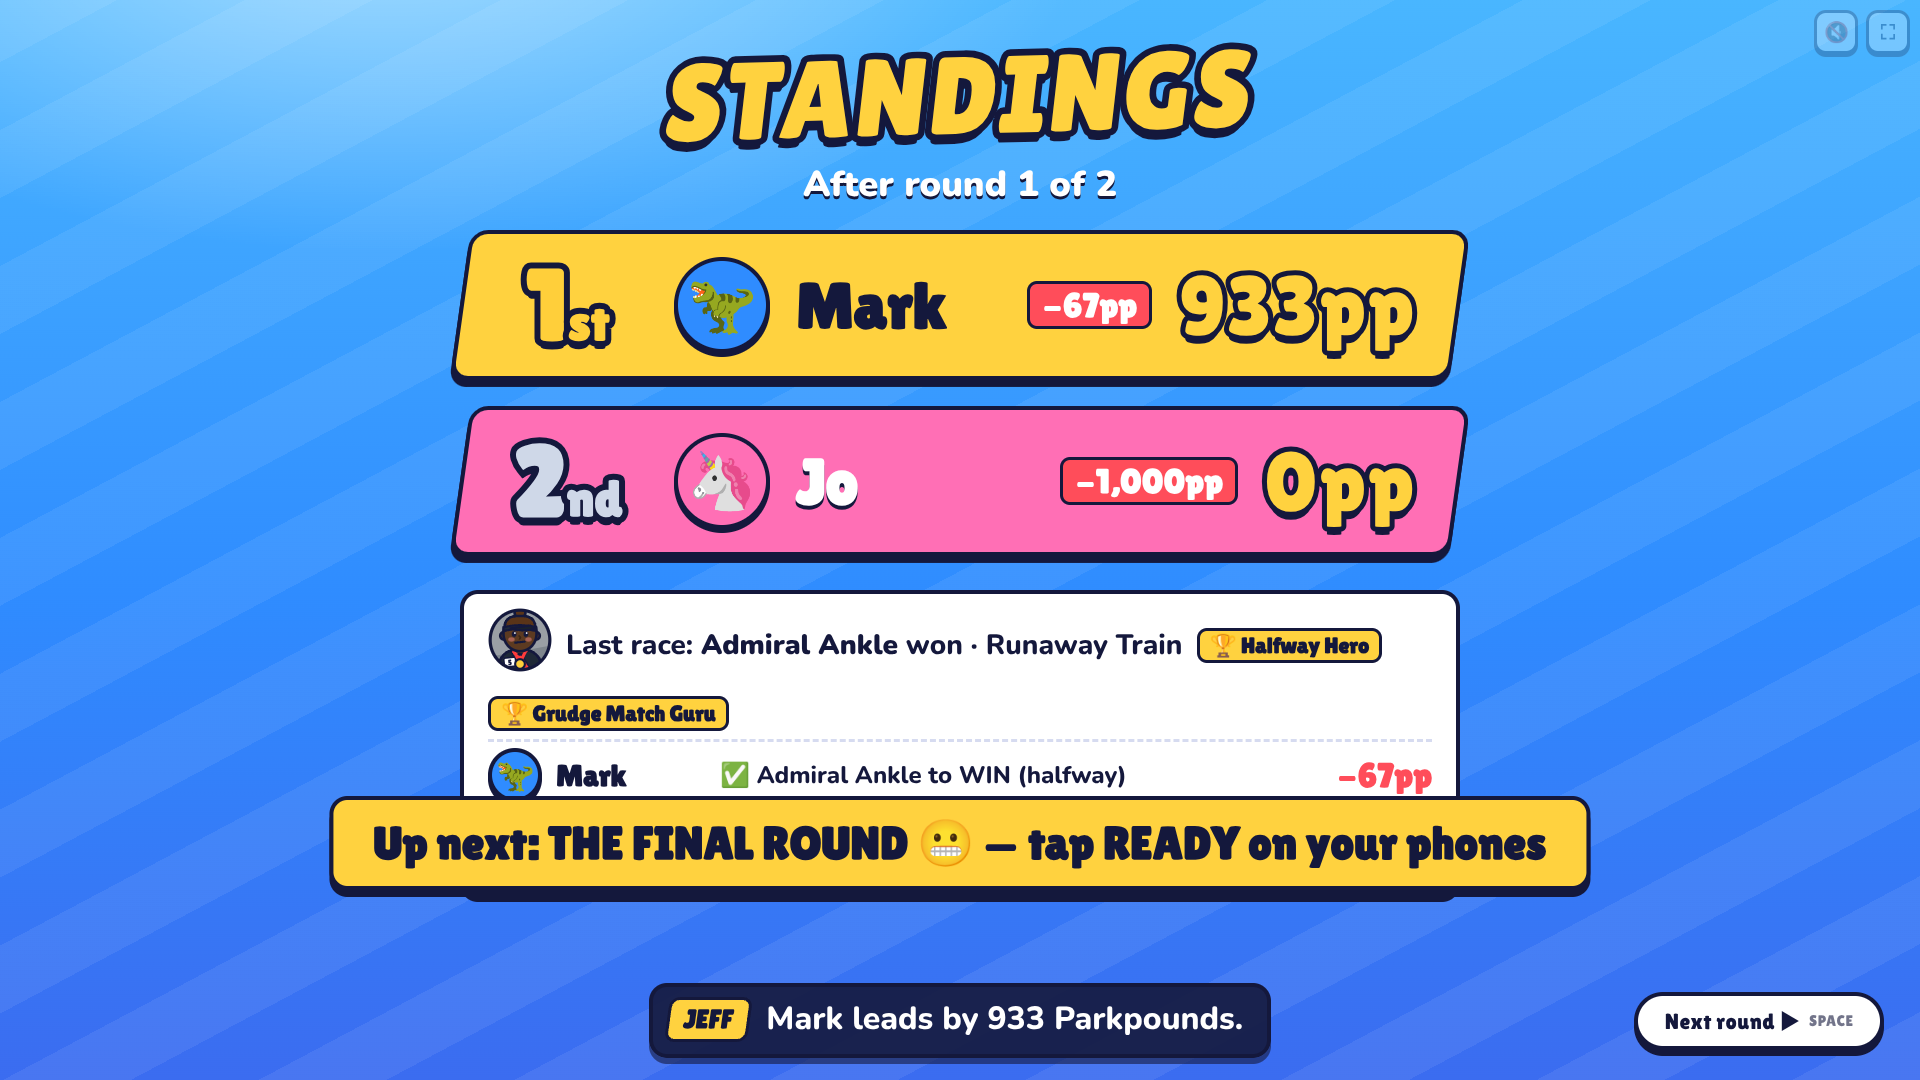 STANDINGS
After round 1 of 2
1st Mark -67pp 933pp
2nd Jo -1,000pp 0pp
Last race: Admiral Ankle won · Runaway Train 🏆 Halfway Hero
🏆 Grudge Match Guru
Mark ✅ Admiral Ankle to WIN (halfway) -67pp
Up next: THE FINAL ROUND 😬 — tap READY on your phones
JEFF Mark leads by 933 Parkpounds.
Next round ▶ SPACE